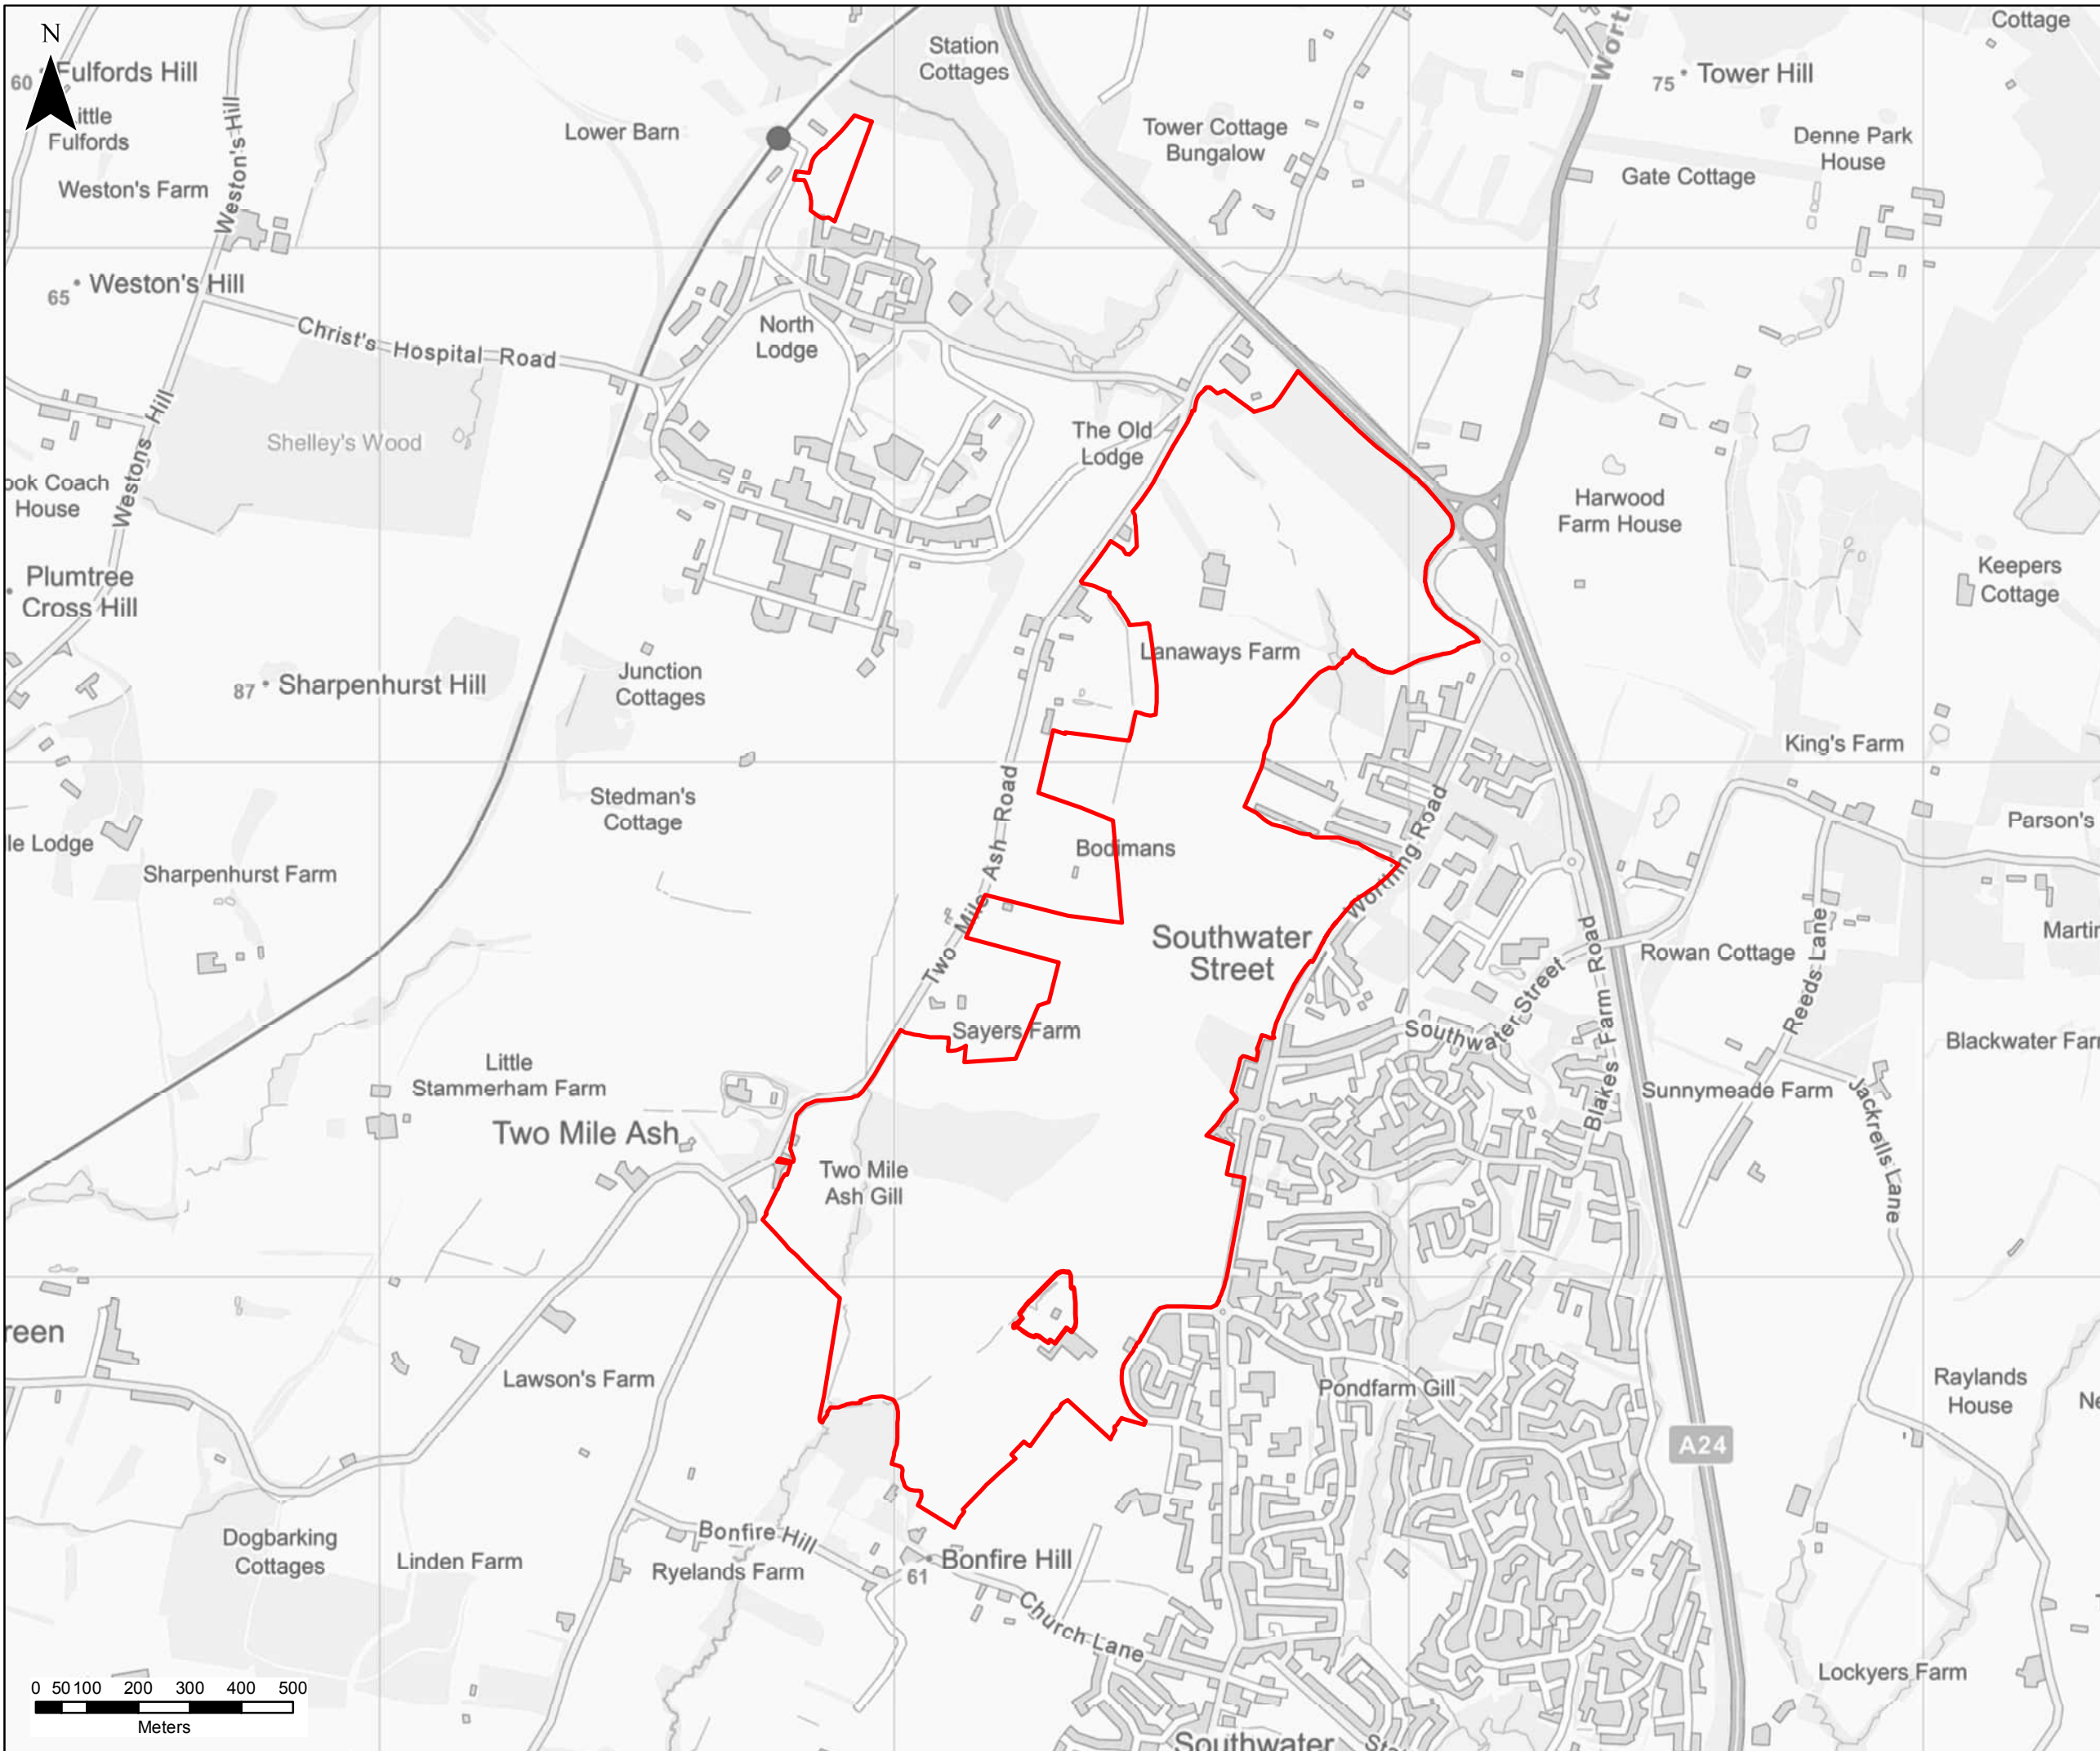 N
Station
Cottages
Cottage
60
Fulfords Hill
75
Tower Hill
Little
Fulfords
Lower Barn
Tower Cottage
Bungalow
Denne Park
House
Weston's Farm
Weston's Hill
Gate Cottage
65
Weston's Hill
Christ's Hospital Road
North
Lodge
Shelley's Wood
Westons Hill
The Old
Lodge
ook Coach
House
Harwood
Farm House
Plumtree
Cross Hill
Keepers
Cottage
Lanaways Farm
Junction
Cottages
87
Sharpenhurst Hill
King's Farm
Stedman's
Cottage
Two Mile Ash Road
Worthing Road
Parson's
le Lodge
Sharpenhurst Farm
Bodimans
Southwater
Street
Martin
Rowan Cottage
Reeds Lane
Blakes Farm Road
Southwater Street
Sayers Farm
Blackwater Farm
Little
Stammerham Farm
Sunnymeade Farm
Jackrells Lane
Two Mile Ash
Two Mile
Ash Gill
reen
Lawson's Farm
Pondfarm Gill
Raylands
House
Ne
A24
Dogbarking
Cottages
Linden Farm
Bonfire Hill
Ryelands Farm
61
Bonfire Hill
Church Lane
Lockyers Farm
0 50 100 200 300 400 500
Meters
Southwater